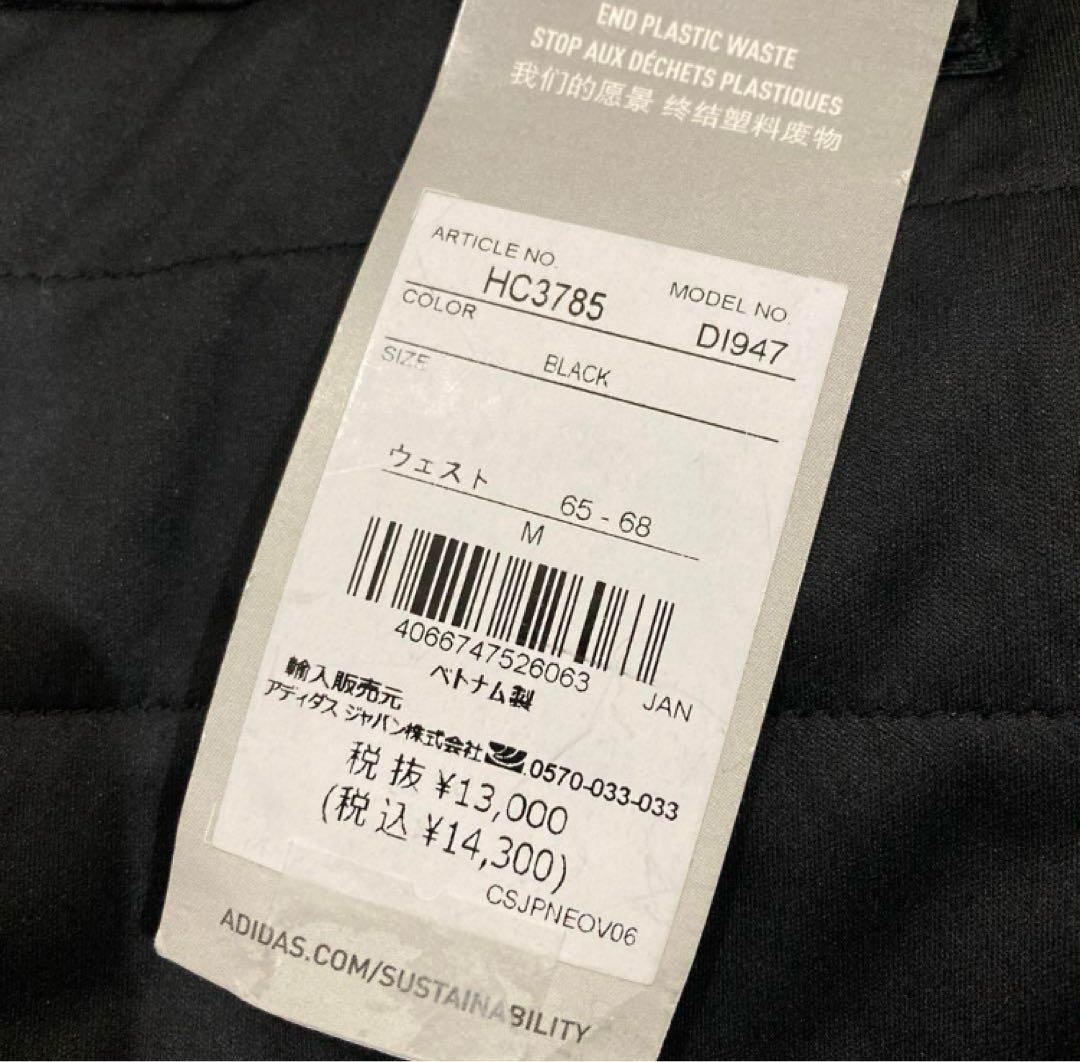 END PLASTIC WASTE
STOP AUX DÉCHETS PLASTIQUES
我们的愿景 终结塑料废物
ARTICLE NO.
MODEL NO.
HC3785
DI947
COLOR
BLACK
SIZE
ウェスト
65 - 68
M
4066747526063
JAN
ベトナム製
輸入販売元
アディダス ジャパン株式会社 0570-033-033
税 抜 ¥13,000
(税 込 ¥14,300)
CSJPNEOV06
ADIDAS.COM/SUSTAINABILITY